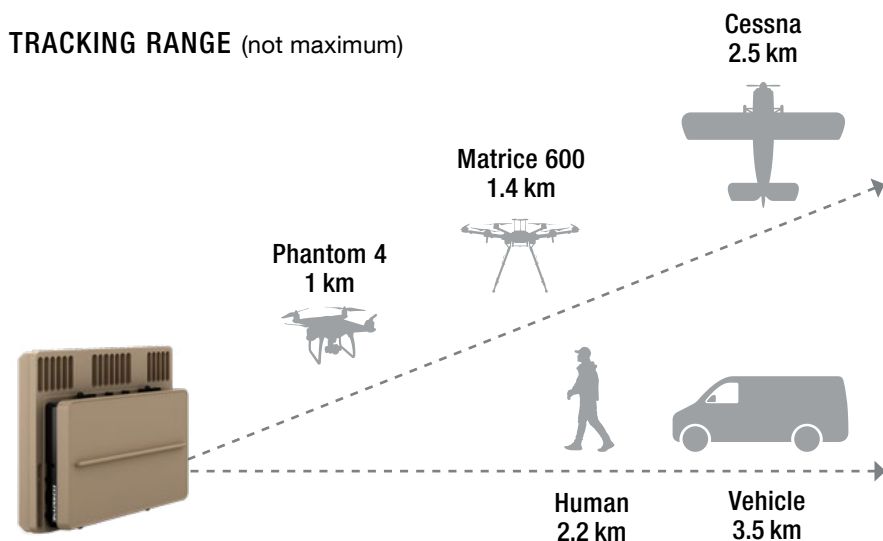 TRACKING RANGE (not maximum)
Cessna
2.5 km
Matrice 600
1.4 km
Phantom 4
1 km
Human
2.2 km
Vehicle
3.5 km